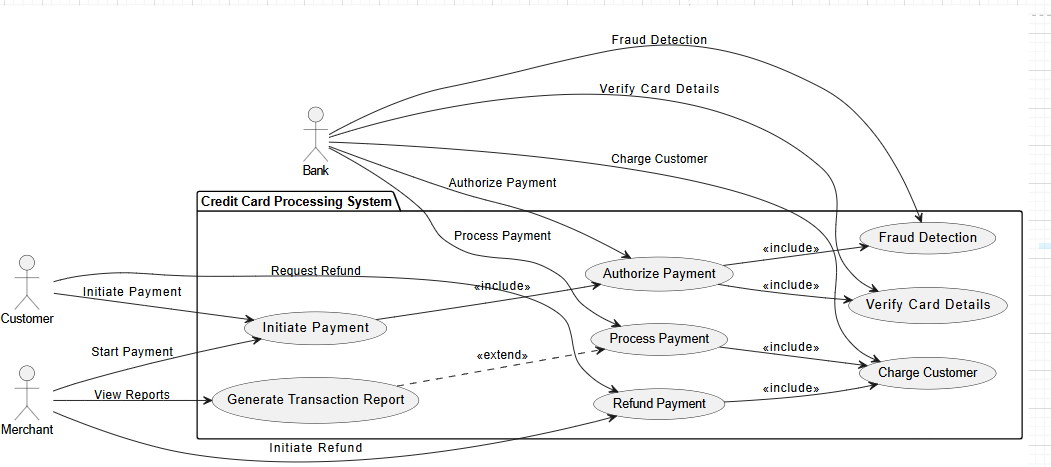 Fraud Detection
Verify Card Details
Bank
Charge Customer
Authorize Payment
Credit Card Processing System
Process Payment
Fraud Detection
«include»
Request Refund
Authorize Payment
Customer
Initiate Payment
«include»
«include»
Verify Card Details
Initiate Payment
Process Payment
Start Payment
«extend»
«include»
Charge Customer
Merchant
View Reports
Generate Transaction Report
Refund Payment
«include»
Initiate Refund